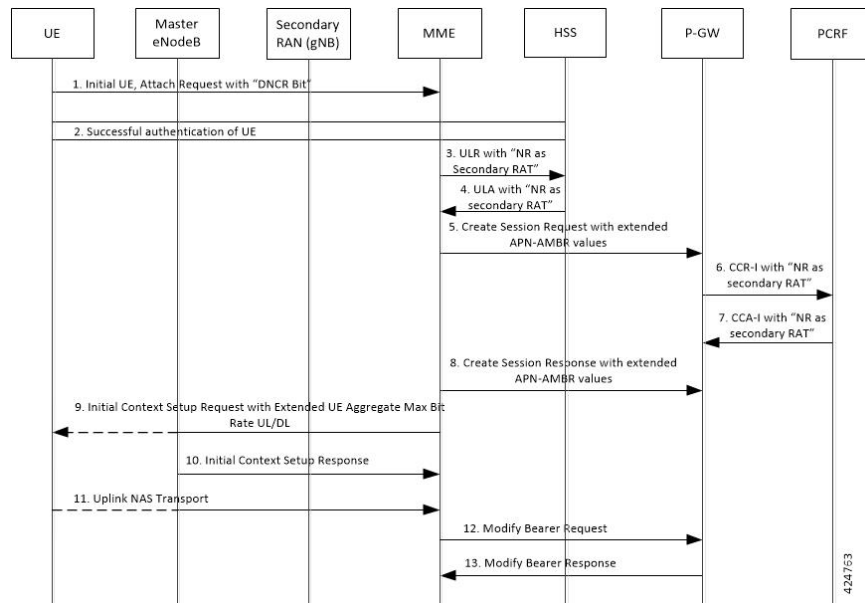 UE
Master
eNodeB
Secondary
RAN (gNB)
MME
HSS
P-GW
PCRF
1. Initial UE, Attach Request with “DNCR Bit”
2. Successful authentication of UE
3. ULR with “NR as
Secondary RAT”
4. ULA with “NR as
secondary RAT”
5. Create Session Request with extended
APN-AMBR values
6. CCR-I with “NR as
secondary RAT”
7. CCA-I with “NR as
secondary RAT”
8. Create Session Response with extended
APN-AMBR values
9. Initial Context Setup Request with Extended UE Aggregate Max Bit
Rate UL/DL
10. Initial Context Setup Response
11. Uplink NAS Transport
12. Modify Bearer Request
13. Modify Bearer Response
424763